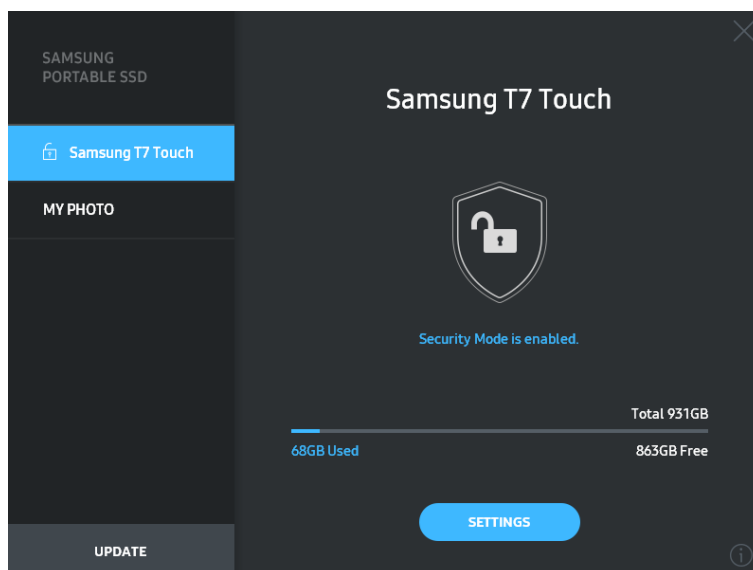 SAMSUNG
PORTABLE SSD
Samsung T7 Touch
MY PHOTO
UPDATE
Samsung T7 Touch
Security Mode is enabled.
Total 931GB
68GB Used
863GB Free
SETTINGS